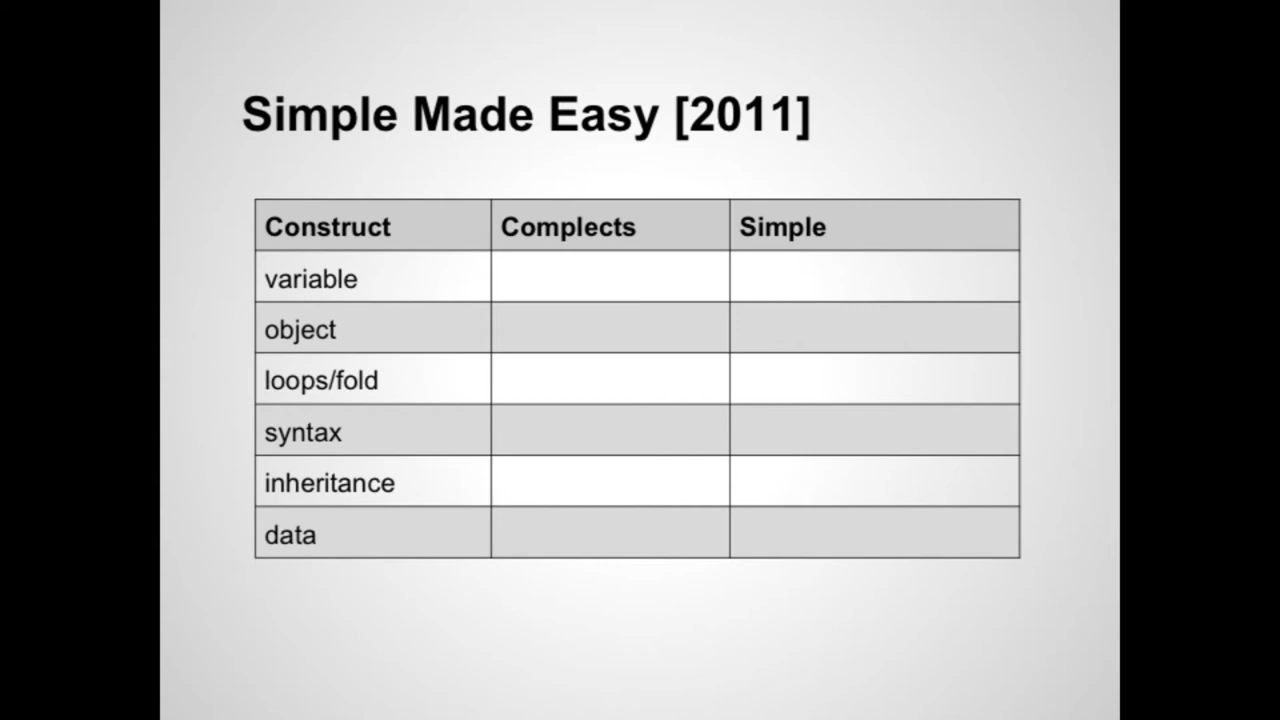 Simple Made Easy [2011]
Construct Complects Simple
variable
object
loops/fold
syntax
inheritance
data